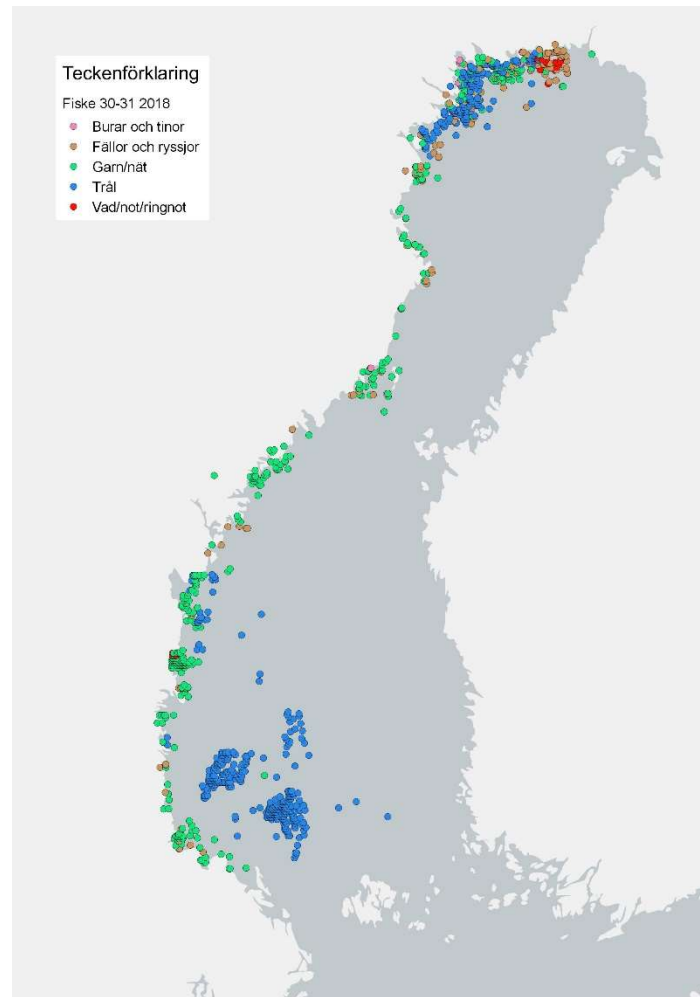 Teckenförklaring
Fiske 30-31 2018
Burar och tinor
Fällor och ryssjor
Garn/nät
Trål
Vad/not/ringnot